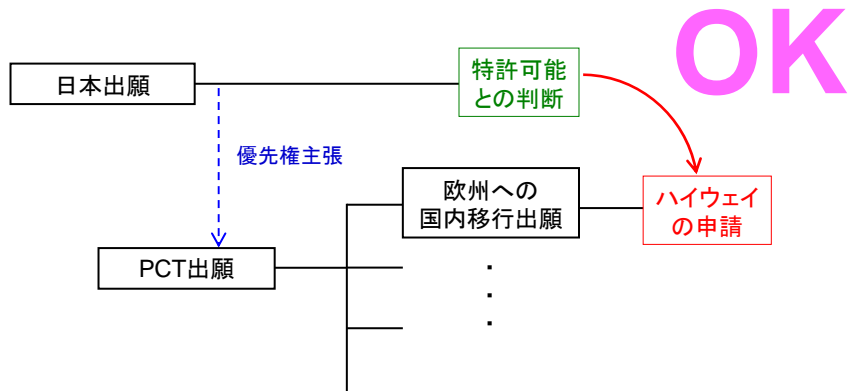 OK
日本出願
特許可能
との判断
優先権主張
欧州への
国内移行出願
ハイウェイ
の申請
PCT出願
・
・
・